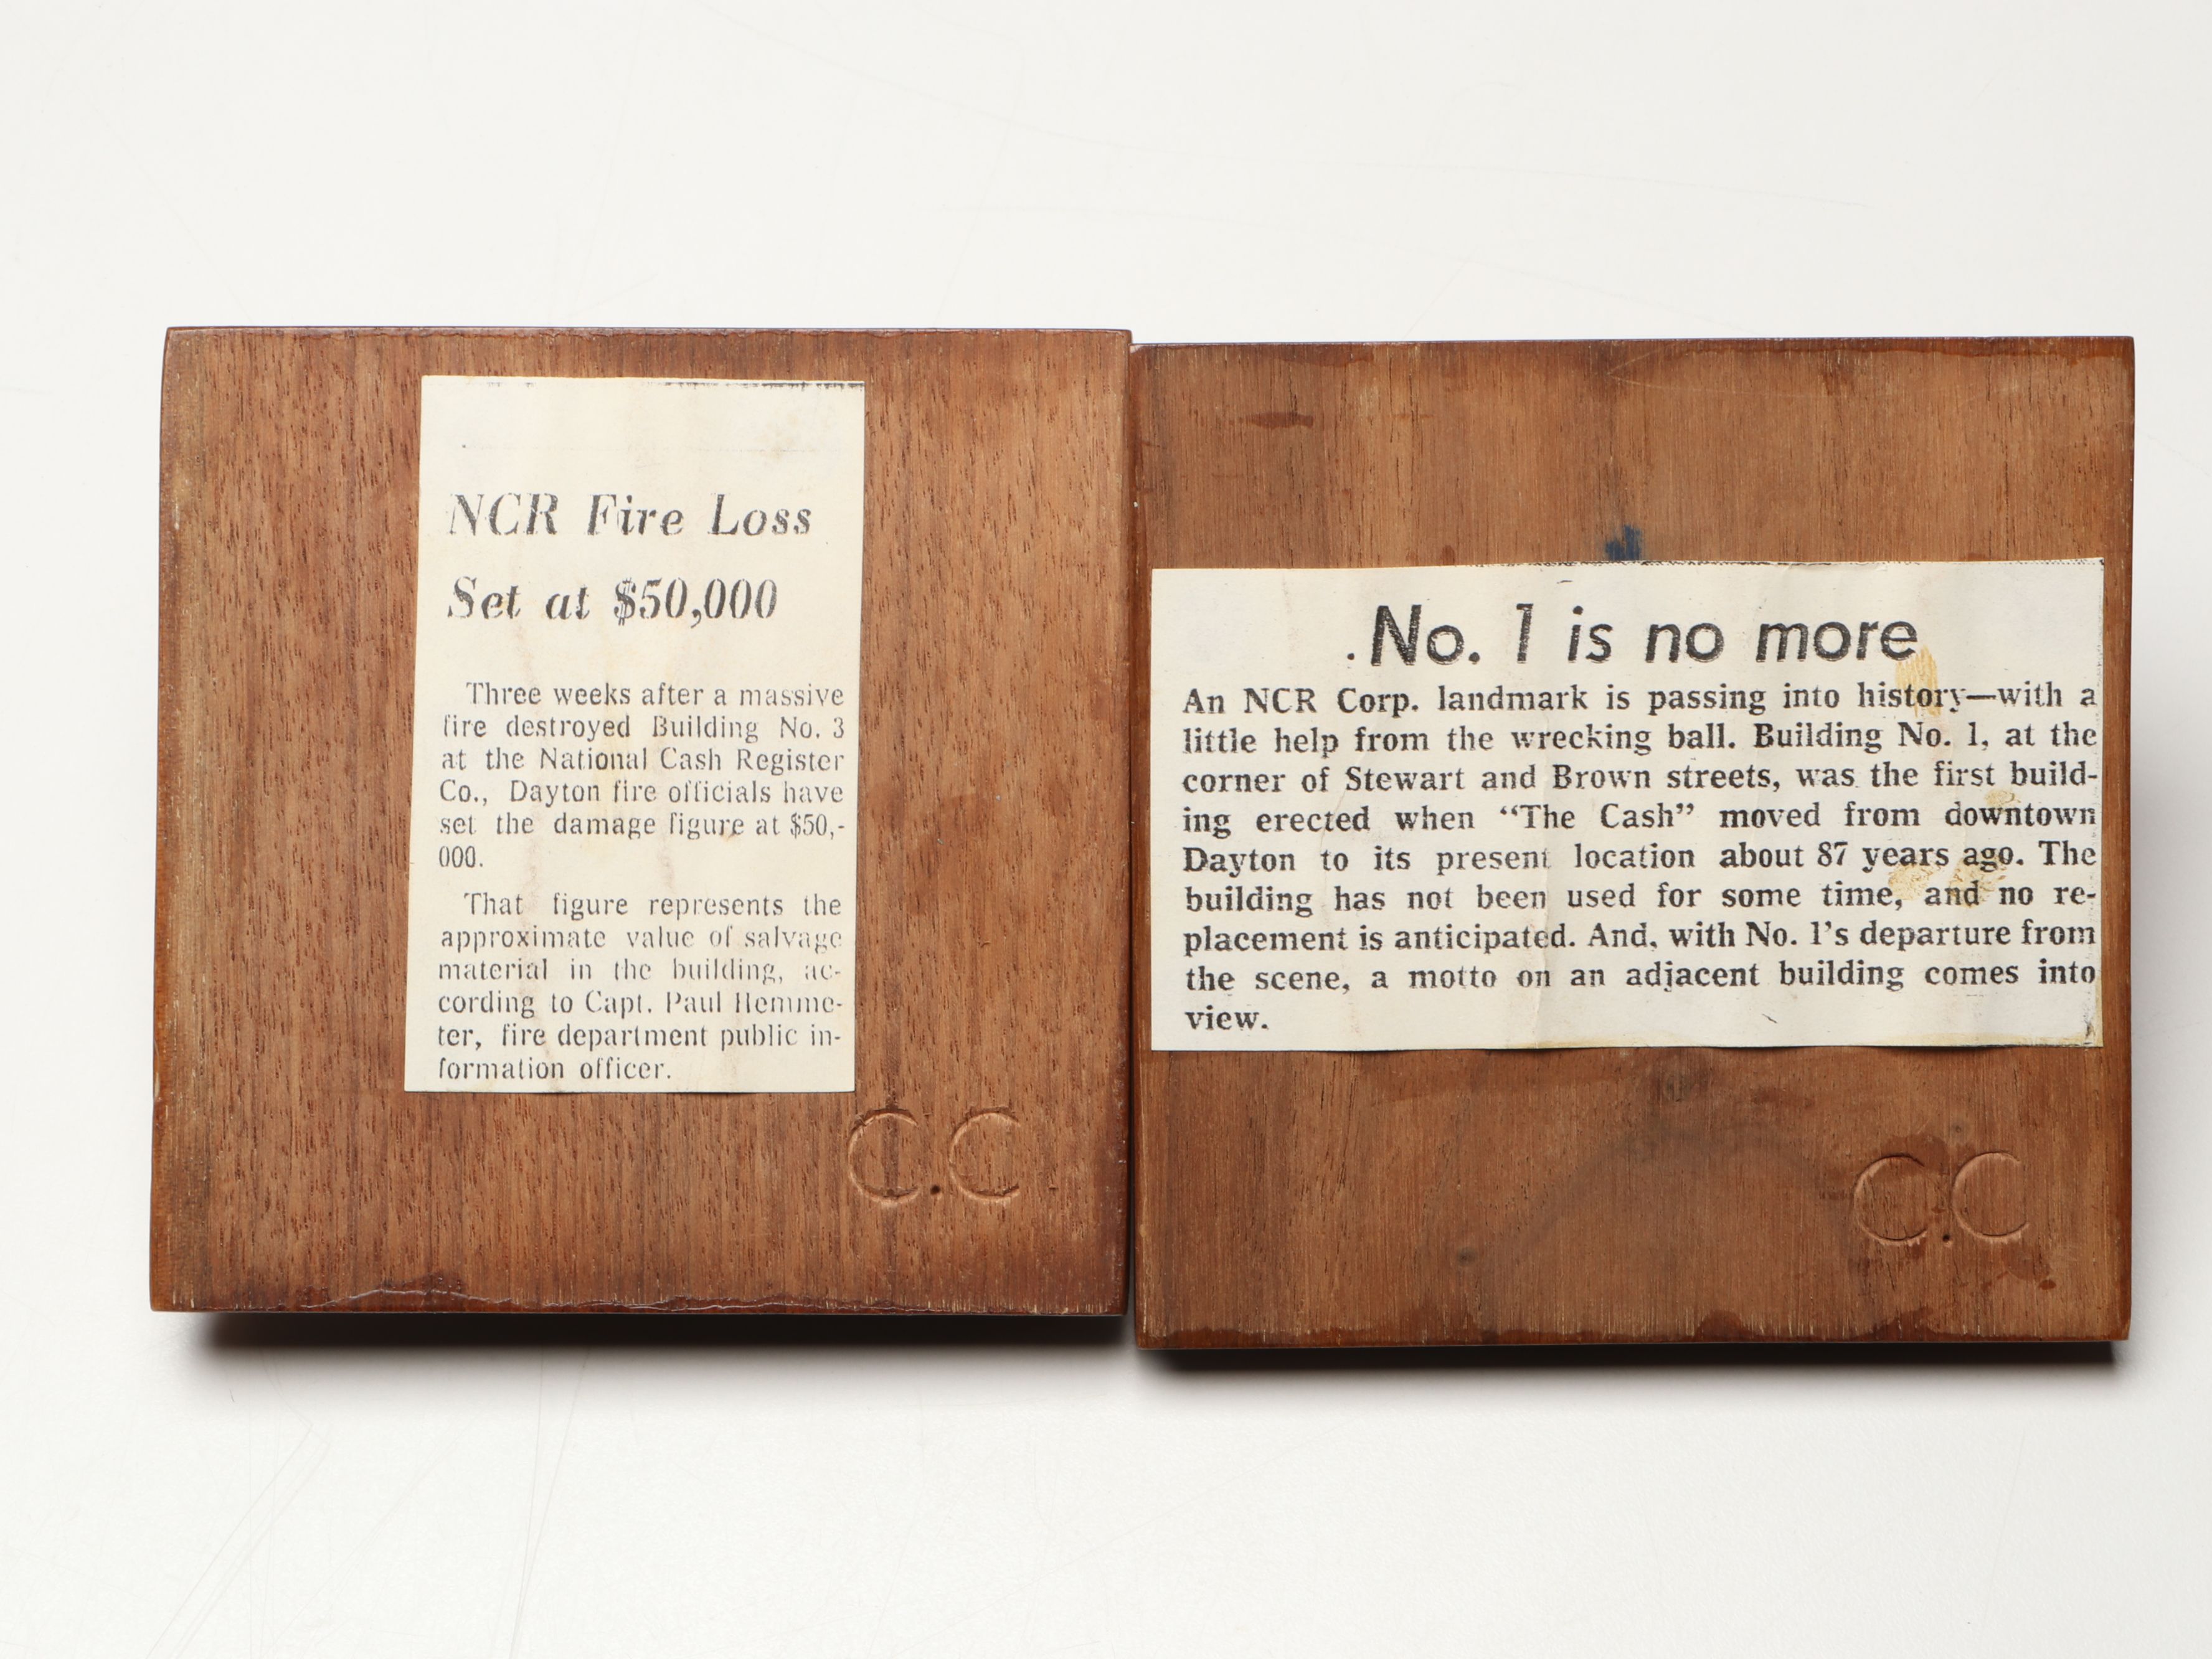 NCR Fire Loss
Set at $50,000
Three weeks after a massive
fire destroyed Building No. 3
at the National Cash Register
Co., Dayton fire officials have
set the damage figure at $50,-
000.
That figure represents the
approximate value of salvage
material in the building, ac-
cording to Capt. Paul Hemme-
ter, fire department public in-
formation officer.
C.C
.No. 1 is no more
An NCR Corp. landmark is passing into history—with a
little help from the wrecking ball. Building No. 1, at the
corner of Stewart and Brown streets, was the first build-
ing erected when “The Cash” moved from downtown
Dayton to its present location about 87 years ago. The
building has not been used for some time, and no re-
placement is anticipated. And, with No. 1’s departure from
the scene, a motto on an adjacent building comes into
view.
C.C